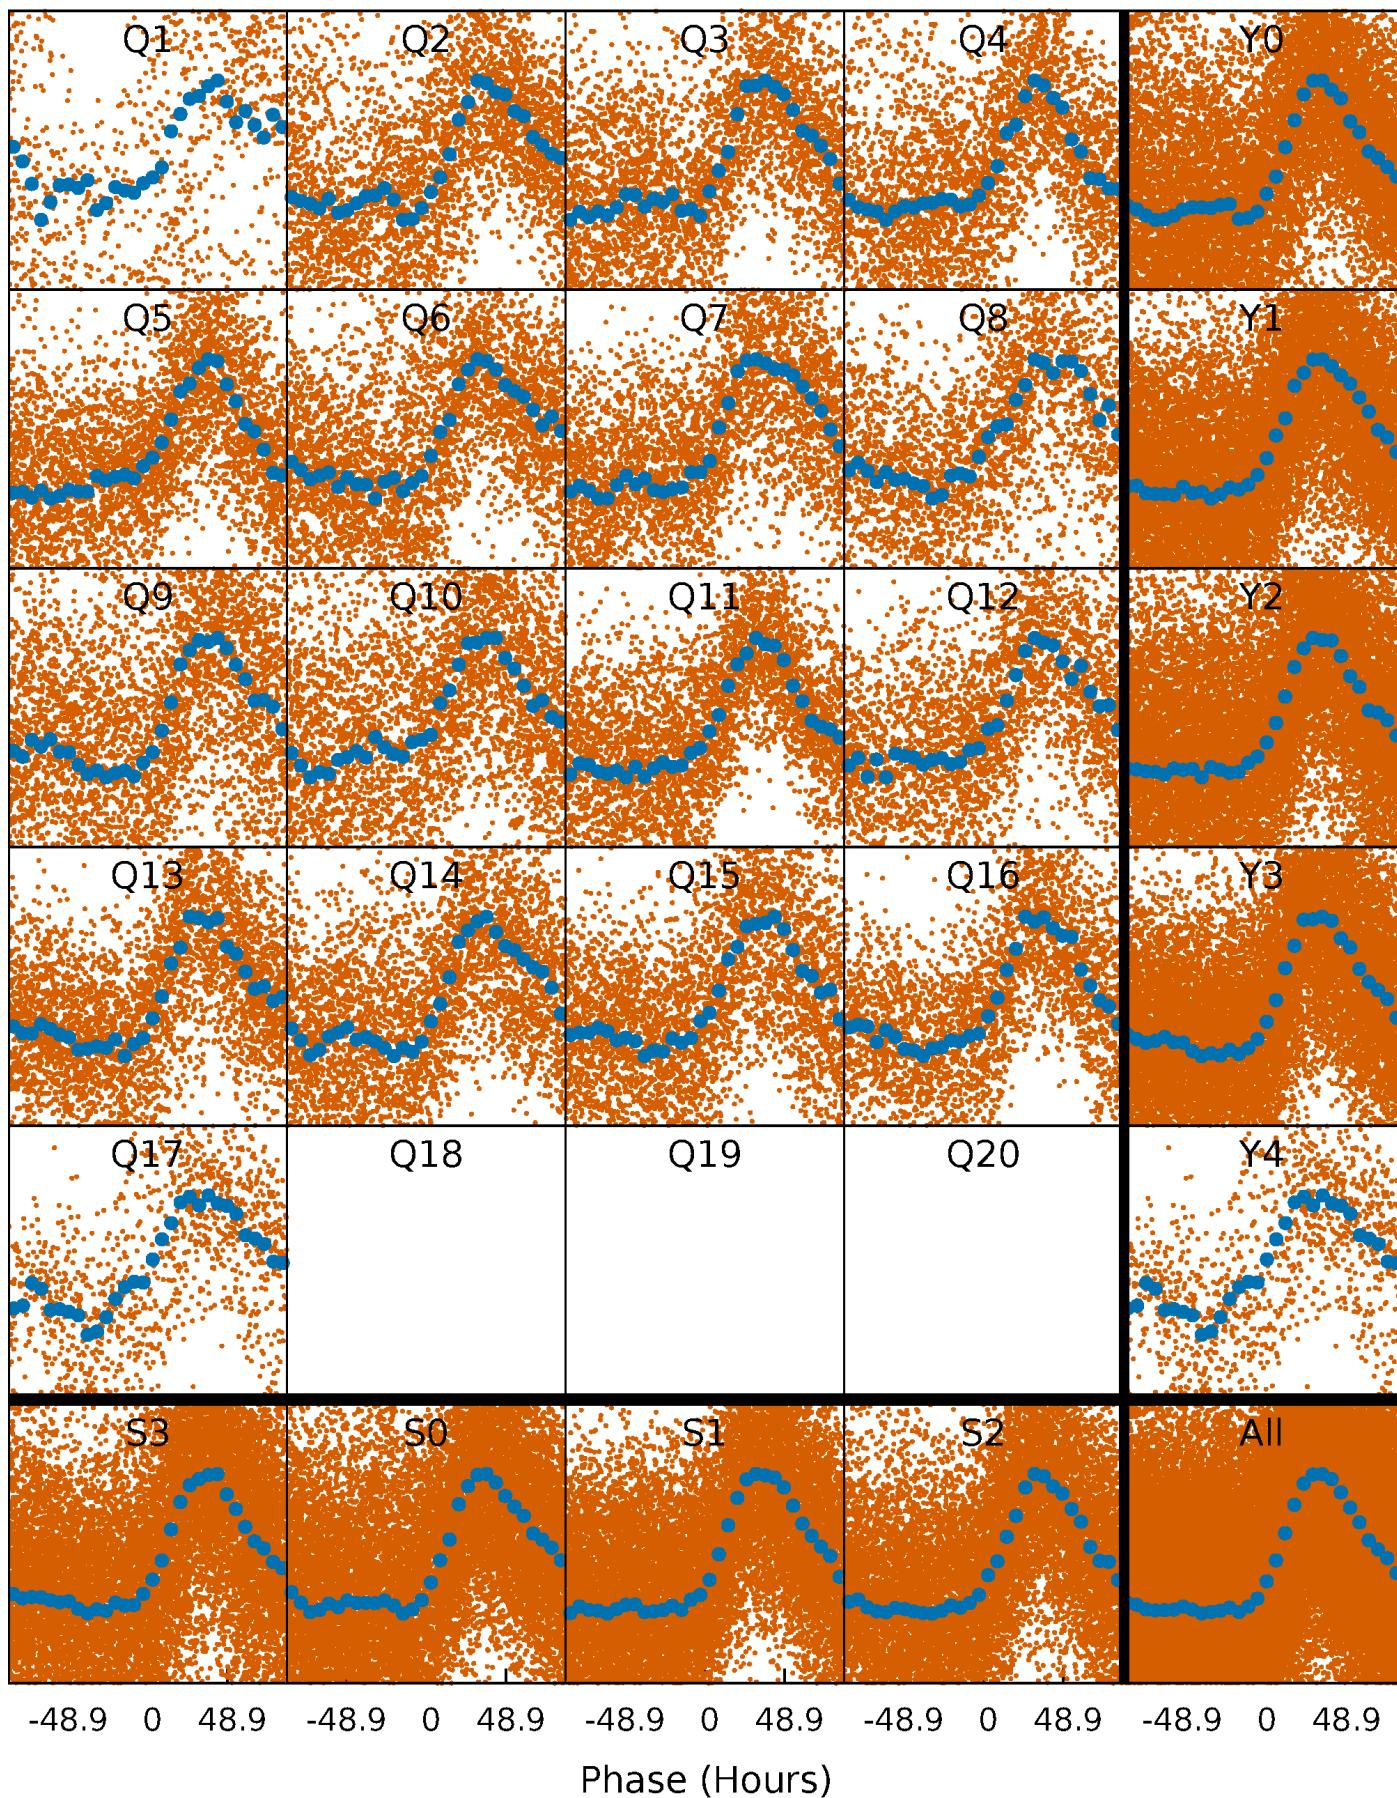 Q1 Q2 Q3 Q4 Y0
Q5 Q6 Q7 Q8 Y1
Q9 Q10 Q11 Q12 Y2
Q13 Q14 Q15 Q16 Y3
Q17 Q18 Q19 Q20 Y4
S3 S0 S1 S2 All
-48.9 0 48.9 -48.9 0 48.9 -48.9 0 48.9 -48.9 0 48.9 -48.9 0 48.9
Phase (Hours)